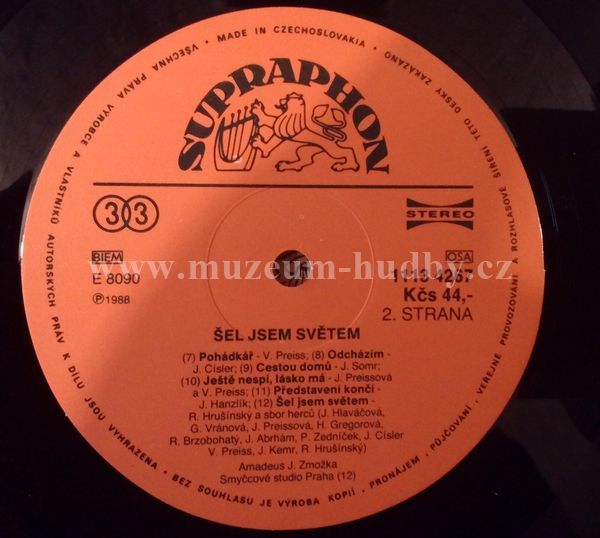 VŠECHNA PRÁVA VÝROBCE A VLASTNÍKŮ AUTORSKÝCH PRÁV K DÍLU JSOU VYHRAZENA • BEZ SOUHLASU JE VÝROBA KOPIÍ, PRONÁJEM, PŮJČOVÁNÍ, VEŘEJNÉ PROVOZOVÁNÍ A ROZHLASOVÉ ŠÍŘENÍ TÉTO DESKY ZAKÁZÁNO • MADE IN CZECHOSLOVAKIA •
SUPRAPHON
33
STEREO
BIEM
OSA
E 8090
1113 4267
℗ 1988
Kčs 44,-
2. STRANA
www.muzeum-hudby.cz
ŠEL JSEM SVĚTEM
(7) Pohádkář - V. Preiss; (8) Odcházím -
J. Císler; (9) Cestou domů - J. Somr;
(10) Ještě nespi, lásko má - J. Preissová
a V. Preiss; (11) Představení končí -
J. Hanzlík; (12) Šel jsem světem -
R. Hrušínský a sbor herců (J. Hlaváčová,
G. Vránová, J. Preissová, H. Gregorová,
R. Brzobohatý, J. Abrhám, P. Zedníček, J. Císler
V. Preiss, J. Kemr, R. Hrušínský)
Amadeus J. Zmožka
Smyčcové studio Praha (12)